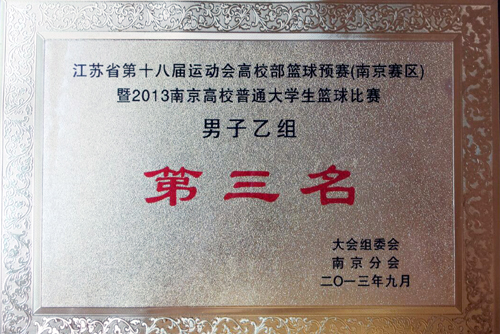 江苏省第十八届运动会高校部篮球预赛(南京赛区)
暨2013南京高校普通大学生篮球比赛
男子乙组
第三名
大会组委会
南京分会
二〇一三年九月